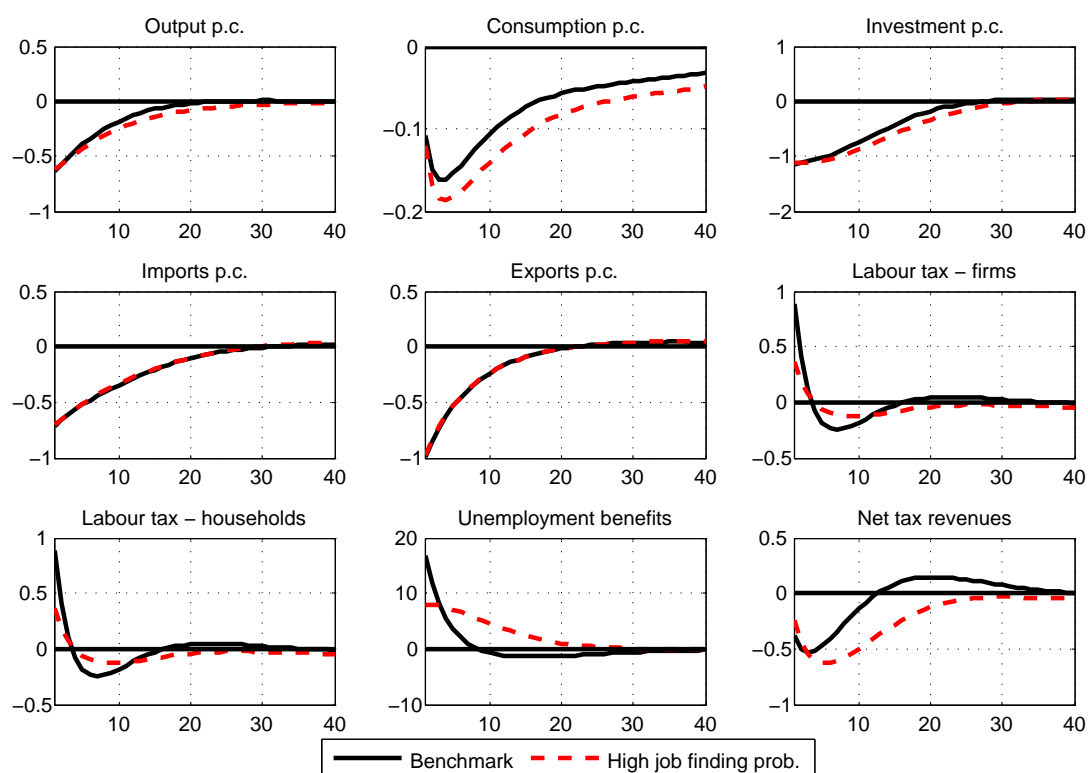 Output p.c.
Consumption p.c.
Investment p.c.
0.5
0
−0.5
−1
10 20 30 40
0
−0.1
−0.2
10 20 30 40
1
0
−1
−2
10 20 30 40
Imports p.c.
Exports p.c.
Labour tax − firms
0.5
0
−0.5
−1
10 20 30 40
0.5
0
−0.5
−1
10 20 30 40
1
0.5
0
−0.5
10 20 30 40
Labour tax − households
Unemployment benefits
Net tax revenues
1
0.5
0
−0.5
10 20 30 40
20
10
0
−10
10 20 30 40
0.5
0
−0.5
−1
10 20 30 40
Benchmark
High job finding prob.